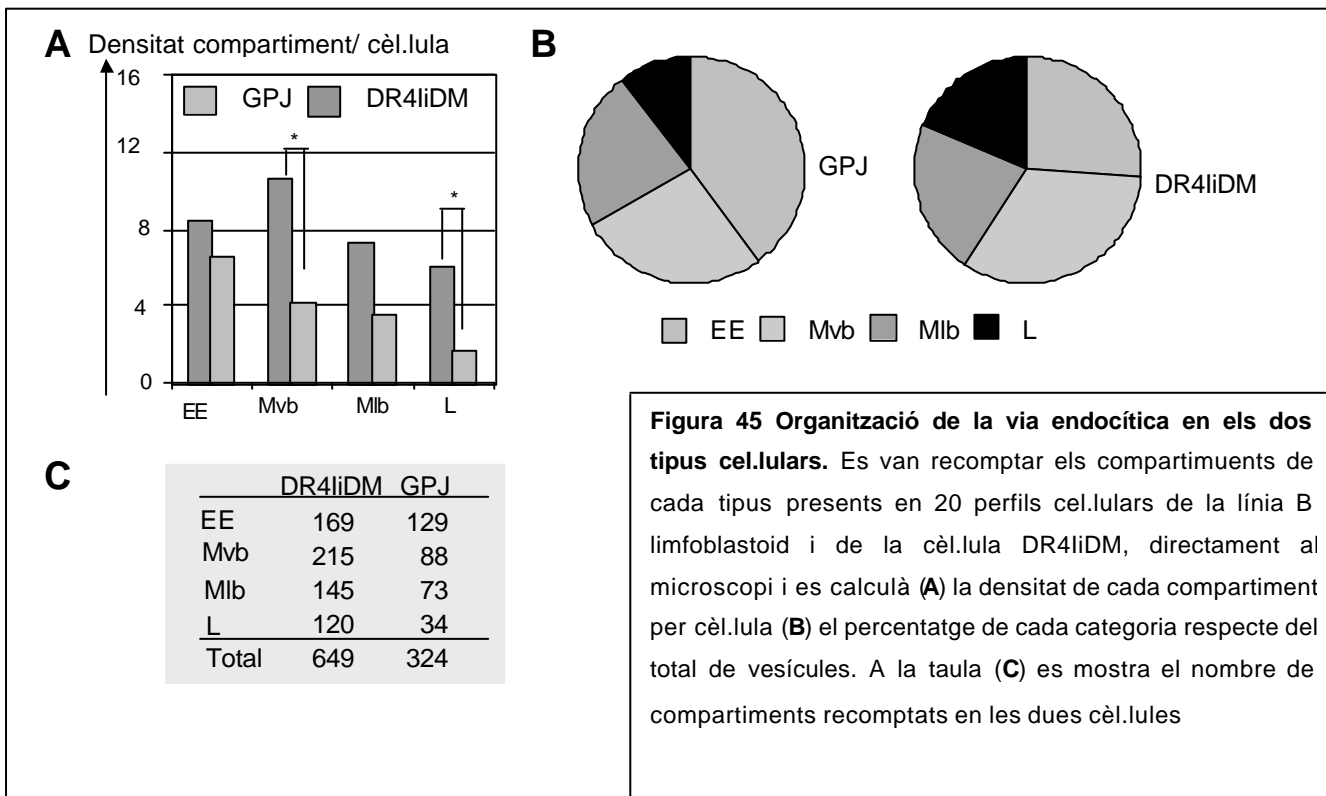 A Densitat compartiment/ cèl.lula
16
12
8
4
0
GPJ DR4IiDM
*
*
EE Mvb Mlb L
B
GPJ
DR4IiDM
EE Mvb Mlb L
C
DR4IiDM GPJ
EE 169 129
Mvb 215 88
Mlb 145 73
L 120 34
Total 649 324
Figura 45 Organització de la via endocítica en els dos
tipus cel.lulars. Es van recomptar els compartimuents de
cada tipus presents en 20 perfils cel.lulars de la línia B
limfoblastoid i de la cèl.lula DR4IiDM, directament al
microscopi i es calculà (A) la densitat de cada compartiment
per cèl.lula (B) el percentatge de cada categoria respecte del
total de vesícules. A la taula (C) es mostra el nombre de
compartiments recomptats en les dues cèl.lules